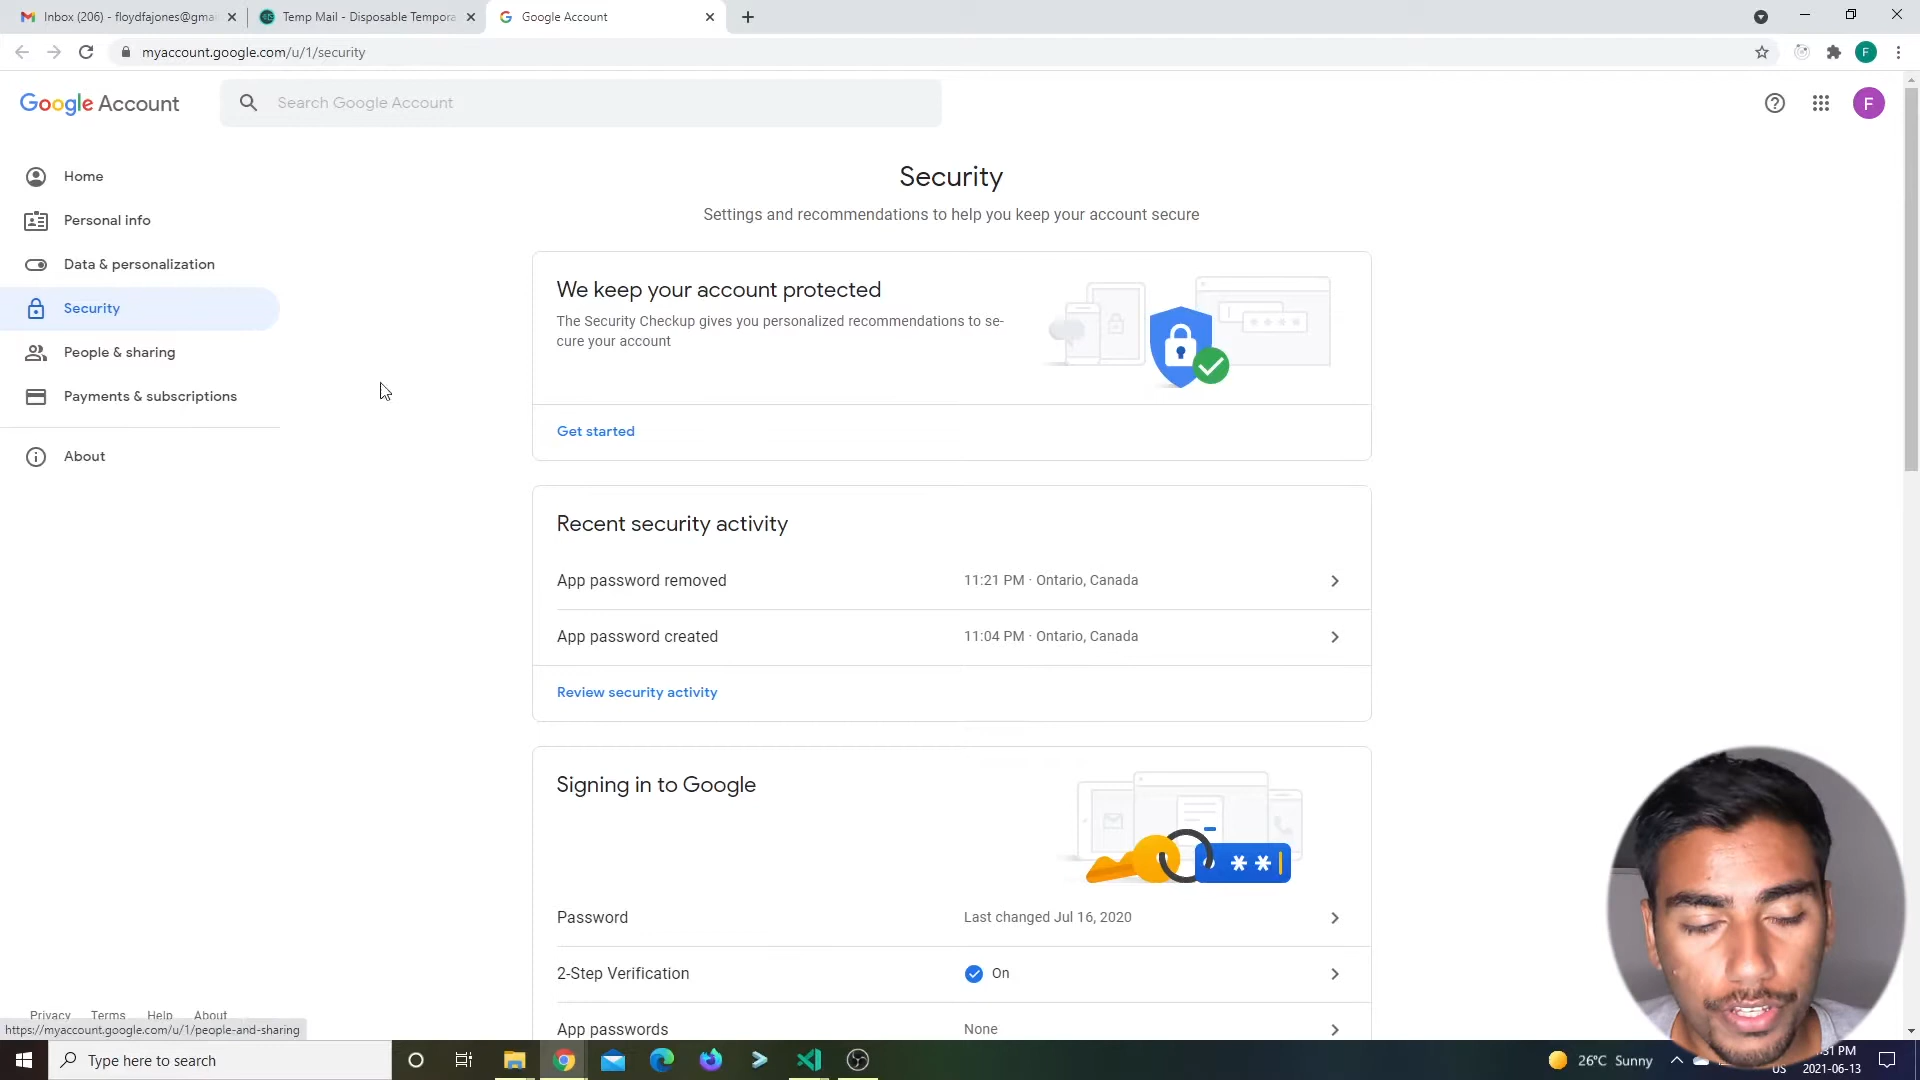 Inbox (206) - floydfajones@gma
Temp Mail - Disposable Tempora
Google Account
myaccount.google.com/u/1/security
F
Google Account
Search Google Account
F
Home
Personal info
Data & personalization
Security
People & sharing
Payments & subscriptions
About
Security
Settings and recommendations to help you keep your account secure
We keep your account protected
The Security Checkup gives you personalized recommendations to se-
cure your account
Get started
Recent security activity
App password removed 11:21 PM · Ontario, Canada
App password created 11:04 PM · Ontario, Canada
Review security activity
Signing in to Google
Password Last changed Jul 16, 2020
2-Step Verification On
App passwords None
Privacy Terms Help About
https://myaccount.google.com/u/1/people-and-sharing
Type here to search
26°C Sunny
US
:31 PM
2021-06-13